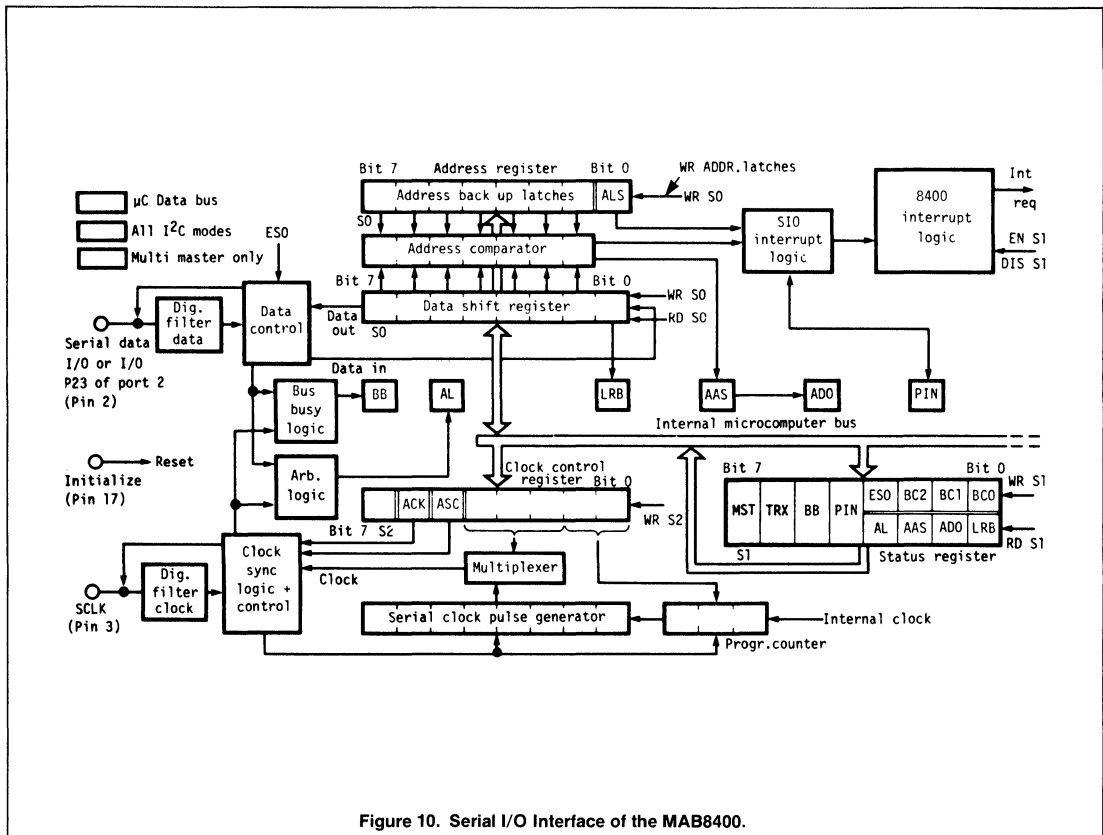 Bit 7 Address register Bit 0
WR ADDR.latches
Address back up latches ALS
WR S0
Int
req
8400
interrupt
logic
EN S1
DIS S1
SIO
interrupt
logic
µC Data bus
All I²C modes
Multi master only
ESO
S0
Address comparator
Bit 7 Bit 0
Data shift register
WR S0
RD S0
S0
Data
out
Data
control
Dig.
filter
data
Serial data
I/O or I/O
P23 of port 2
(Pin 2)
Data in
Bus
busy
logic
BB
AL
LRB
AAS
ADO
PIN
Internal microcomputer bus
Reset
Initialize
(Pin 17)
Arb.
logic
Clock control
register
Bit 0
ACK ASC
Bit 7 S2
WR S2
Bit 7 Bit 0
MST TRX BB PIN
ESO BC2 BC1 BC0
AL AAS ADO LRB
WR S1
RD S1
S1
Status register
Clock
sync
logic +
control
Dig.
filter
clock
SCLK
(Pin 3)
Clock
Multiplexer
Serial clock pulse generator
Internal clock
Progr.counter
Figure 10. Serial I/O Interface of the MAB8400.